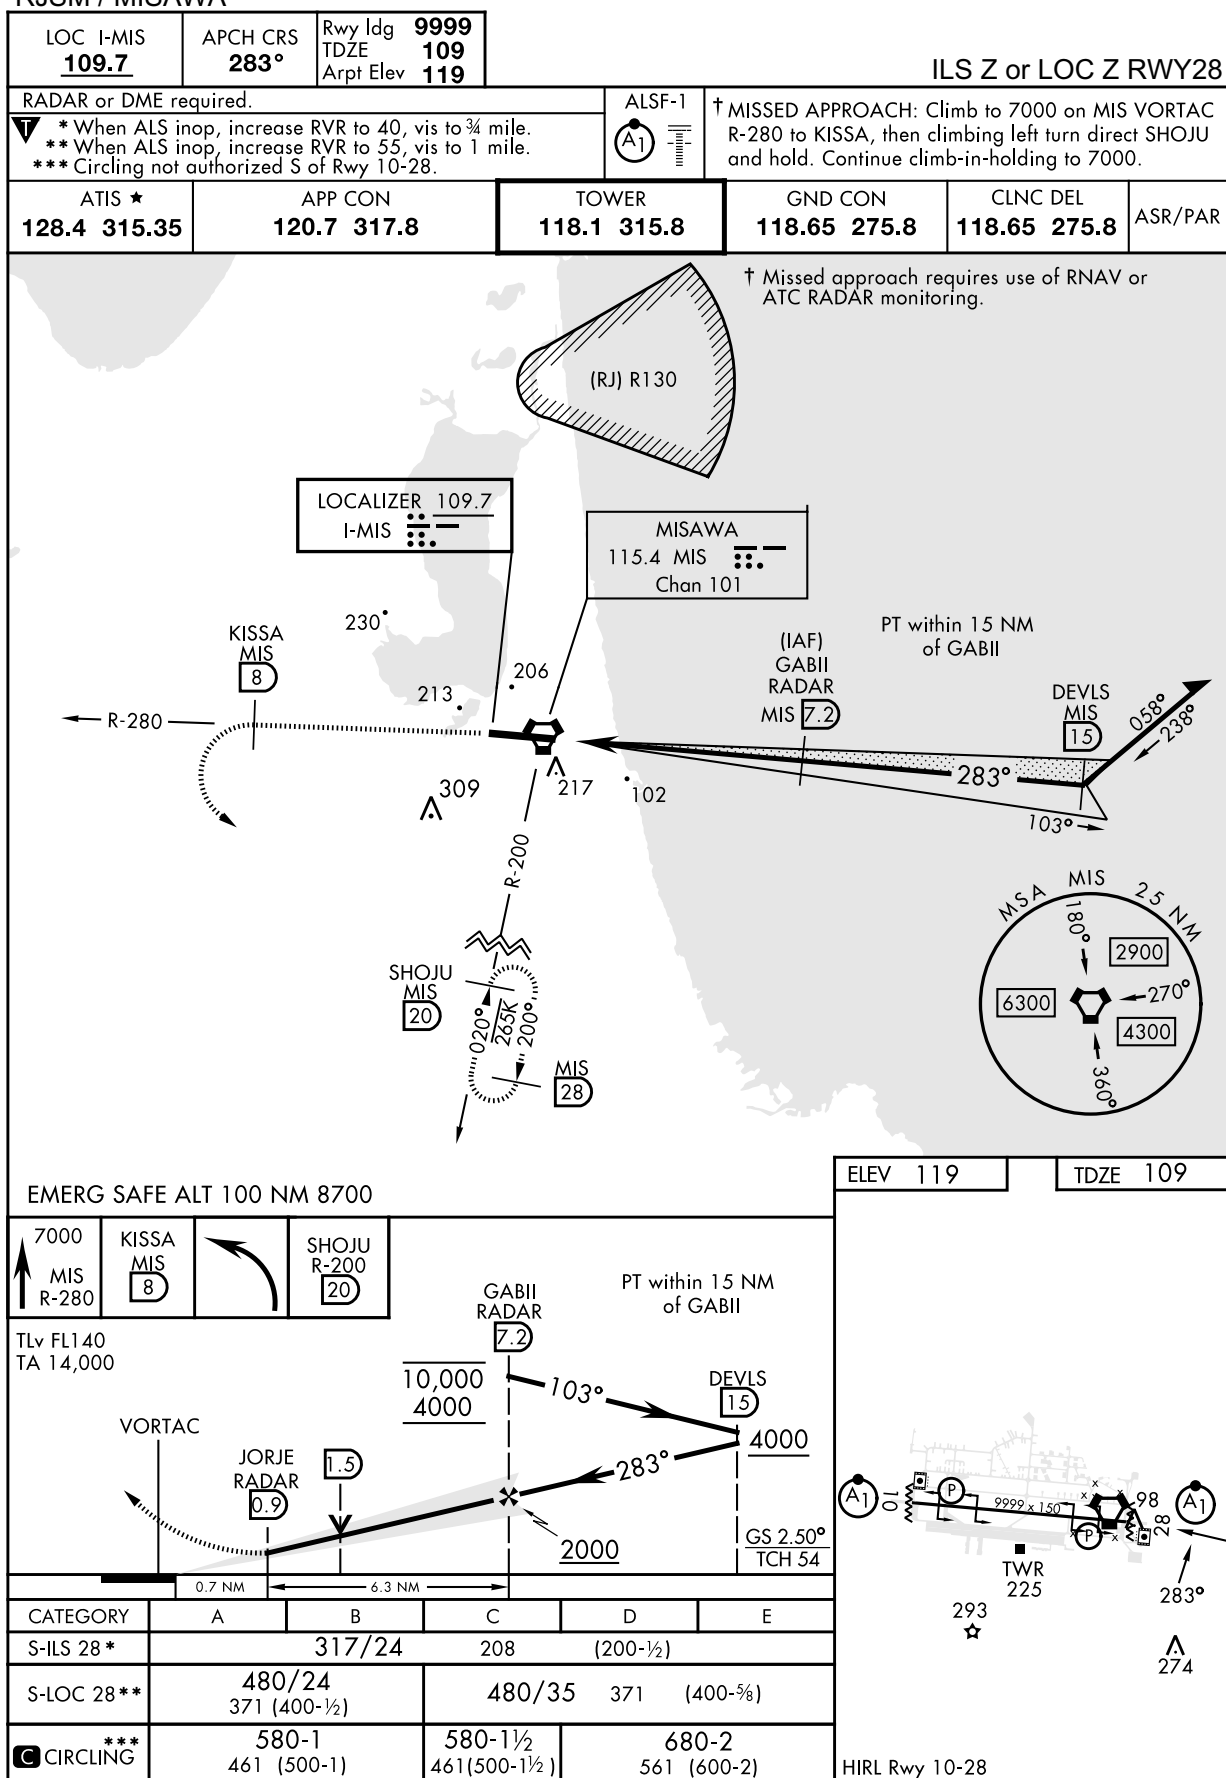 RJSM / MISAWA
LOC I-MIS
109.7
APCH CRS
283°
Rwy ldg 9999
TDZE 109
Arpt Elev 119
ILS Z or LOC Z RWY28
RADAR or DME required.
T
* When ALS inop, increase RVR to 40, vis to ¾ mile.
** When ALS inop, increase RVR to 55, vis to 1 mile.
*** Circling not authorized S of Rwy 10-28.
ALSF-1
A1
† MISSED APPROACH: Climb to 7000 on MIS VORTAC
R-280 to KISSA, then climbing left turn direct SHOJU
and hold. Continue climb-in-holding to 7000.
ATIS ★
128.4 315.35
APP CON
120.7 317.8
TOWER
118.1 315.8
GND CON
118.65 275.8
CLNC DEL
118.65 275.8
ASR/PAR
† Missed approach requires use of RNAV or
ATC RADAR monitoring.
(RJ) R130
LOCALIZER 109.7
I-MIS
MISAWA
115.4 MIS
Chan 101
230
KISSA
MIS
8
206
213
R-280
309
217
102
(IAF)
GABII
RADAR
MIS 7.2
PT within 15 NM
of GABII
DEVLS
MIS
15
058°
238°
283°
103°
R-200
SHOJU
MIS
20
020°
265K
200°
MIS
28
MSA MIS 25 NM
180°
2900
6300
270°
4300
360°
EMERG SAFE ALT 100 NM 8700
ELEV 119
TDZE 109
7000
MIS
R-280
KISSA
MIS
8
SHOJU
R-200
20
TLv FL140
TA 14,000
GABII
RADAR
7.2
PT within 15 NM
of GABII
10,000
4000
103°
DEVLS
15
4000
283°
VORTAC
JORJE
RADAR
0.9
1.5
2000
GS 2.50°
TCH 54
0.7 NM
6.3 NM
A1
10
P
9999 x 150
x
x
x
x
x
P
98
28
A1
TWR
225
283°
293
274
CATEGORY A B C D E
S-ILS 28* 317/24 208 (200-½)
S-LOC 28** 480/24
371 (400-½)
480/35 371 (400-⅝)
C CIRCLING ***
580-1
461 (500-1)
580-1½
461(500-1½)
680-2
561 (600-2)
HIRL Rwy 10-28